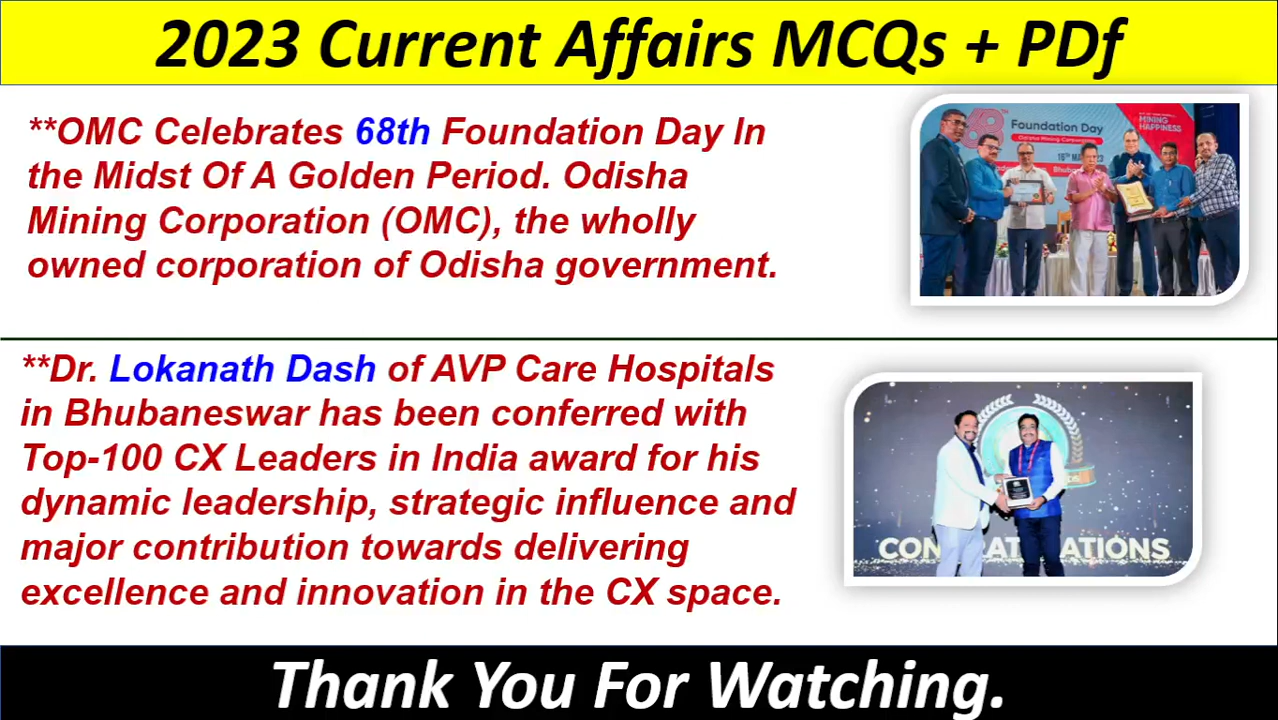 2023 Current Affairs MCQs + PDf
**OMC Celebrates 68th Foundation Day In
the Midst Of A Golden Period. Odisha
Mining Corporation (OMC), the wholly
owned corporation of Odisha government.
Foundation Day
Odisha Mining Corporation
MINING
HAPPINESS
**Dr. Lokanath Dash of AVP Care Hospitals
in Bhubaneswar has been conferred with
Top-100 CX Leaders in India award for his
dynamic leadership, strategic influence and
major contribution towards delivering
excellence and innovation in the CX space.
Thank You For Watching.